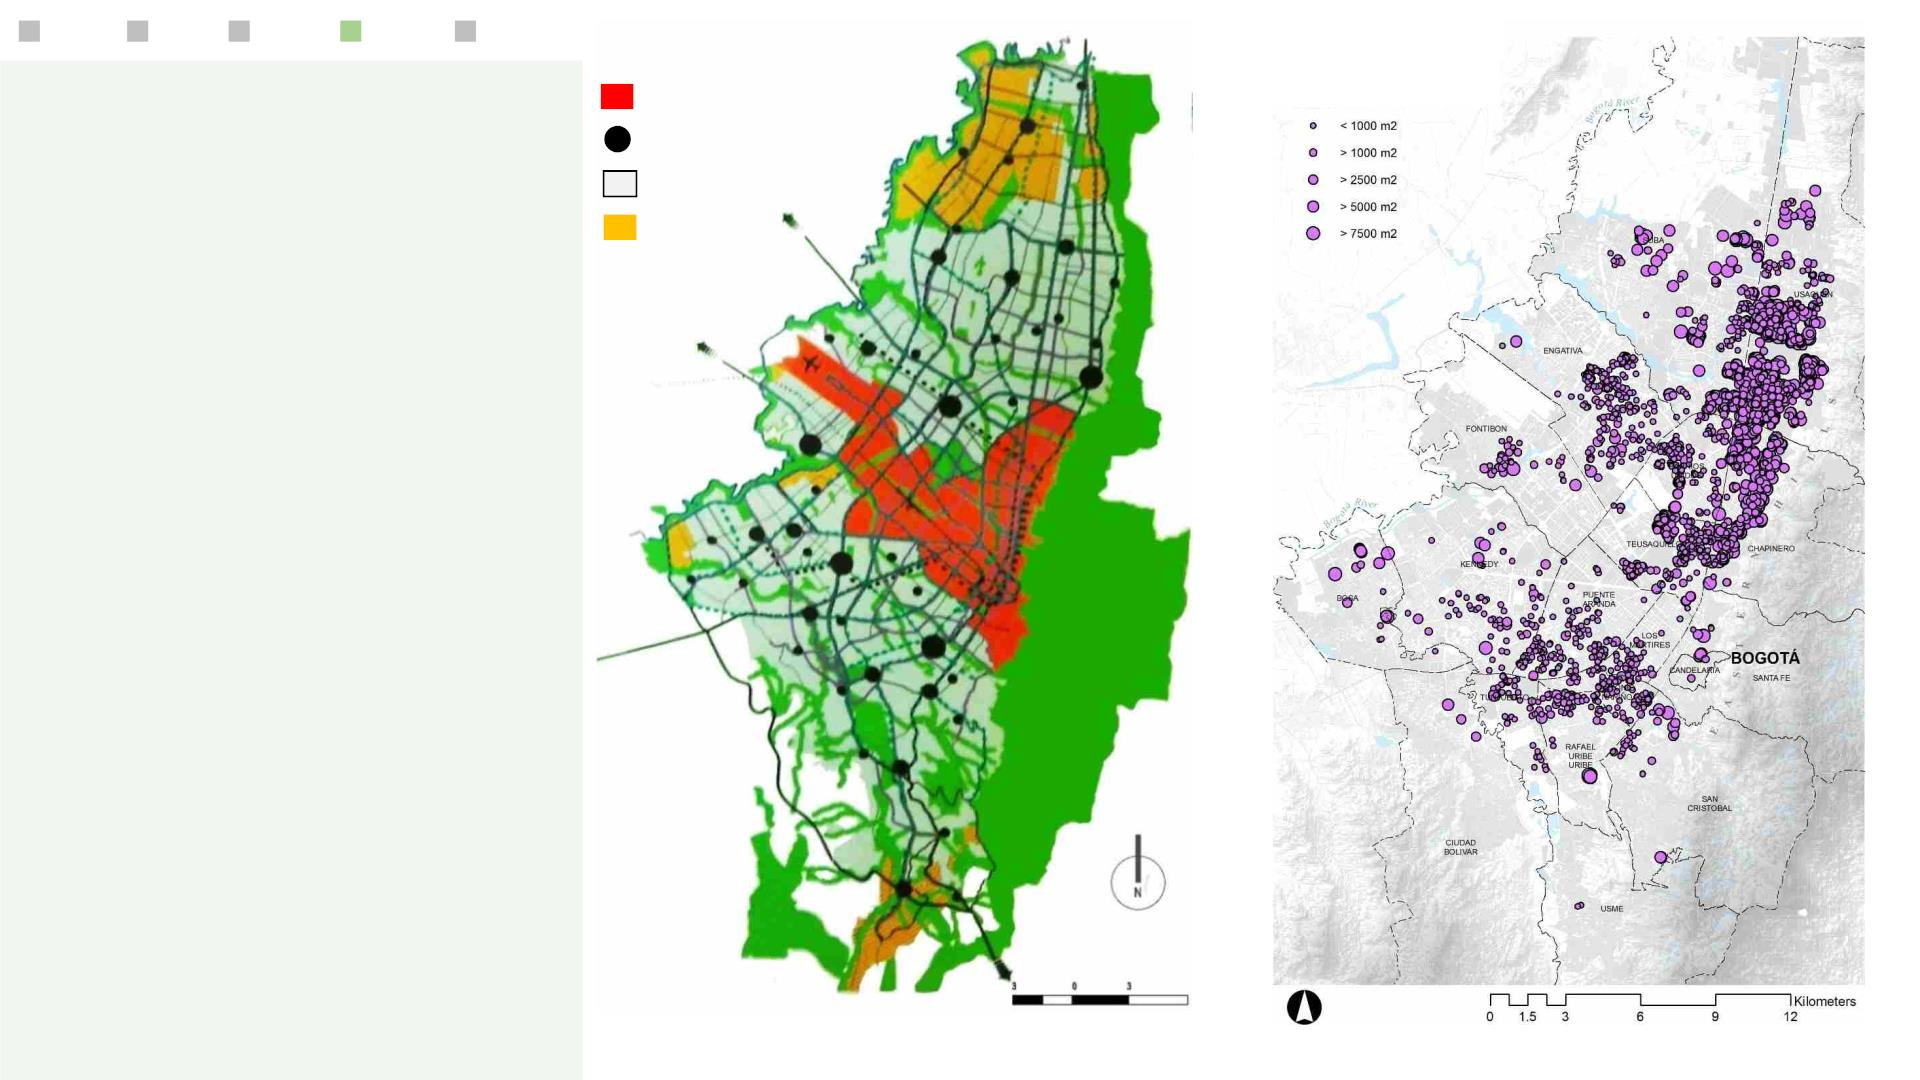 N
3 0 3
Bogotá River
< 1000 m2
> 1000 m2
> 2500 m2
> 5000 m2
> 7500 m2
USAQUEN
ENGATIVA
FONTIBON
Bogotá River
TEUSAQUILLO
CHAPINERO
KENNEDY
BOSA
PUENTE
ARANDA
LOS
MARTIRES
BOGOTÁ
CANDELARIA
SANTA FE
RAFAEL
URIBE
URIBE
SAN
CRISTOBAL
CIUDAD
BOLIVAR
USME
Kilometers
0 1.5 3 6 9 12